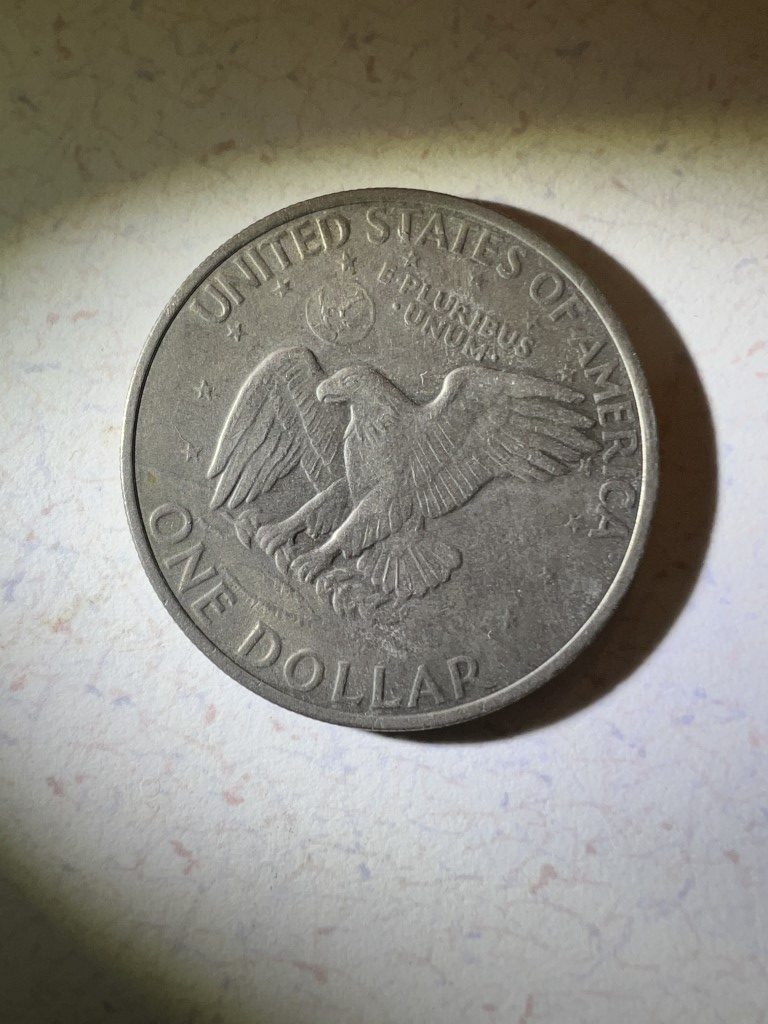 UNITED STATES OF AMERICA
E·PLURIBUS
·UNUM·
ONE DOLLAR